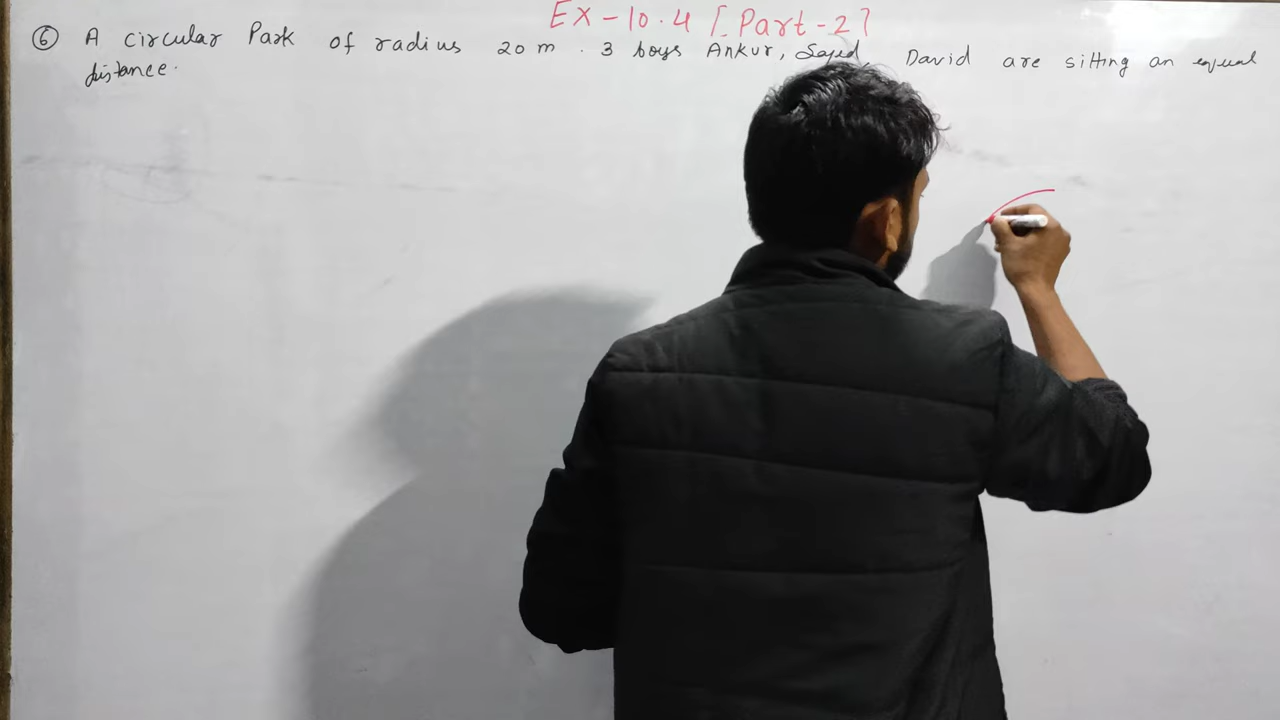 Ex-10.4 [Part-2]
⑥ A circular Park of radius 20 m. 3 boys Ankur, Sayed, David are sitting an equal
distance.